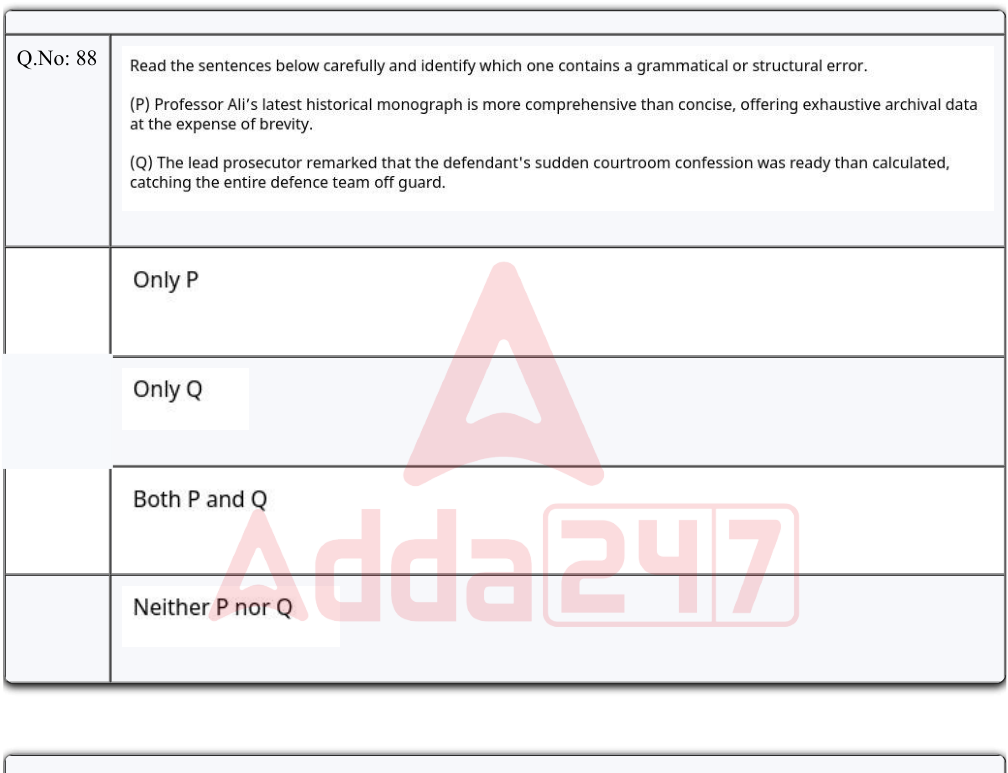 Q.No: 88
Read the sentences below carefully and identify which one contains a grammatical or structural error.
(P) Professor Ali’s latest historical monograph is more comprehensive than concise, offering exhaustive archival data
at the expense of brevity.
(Q) The lead prosecutor remarked that the defendant's sudden courtroom confession was ready than calculated,
catching the entire defence team off guard.
Only P
Only Q
Both P and Q
Neither P nor Q
Adda247